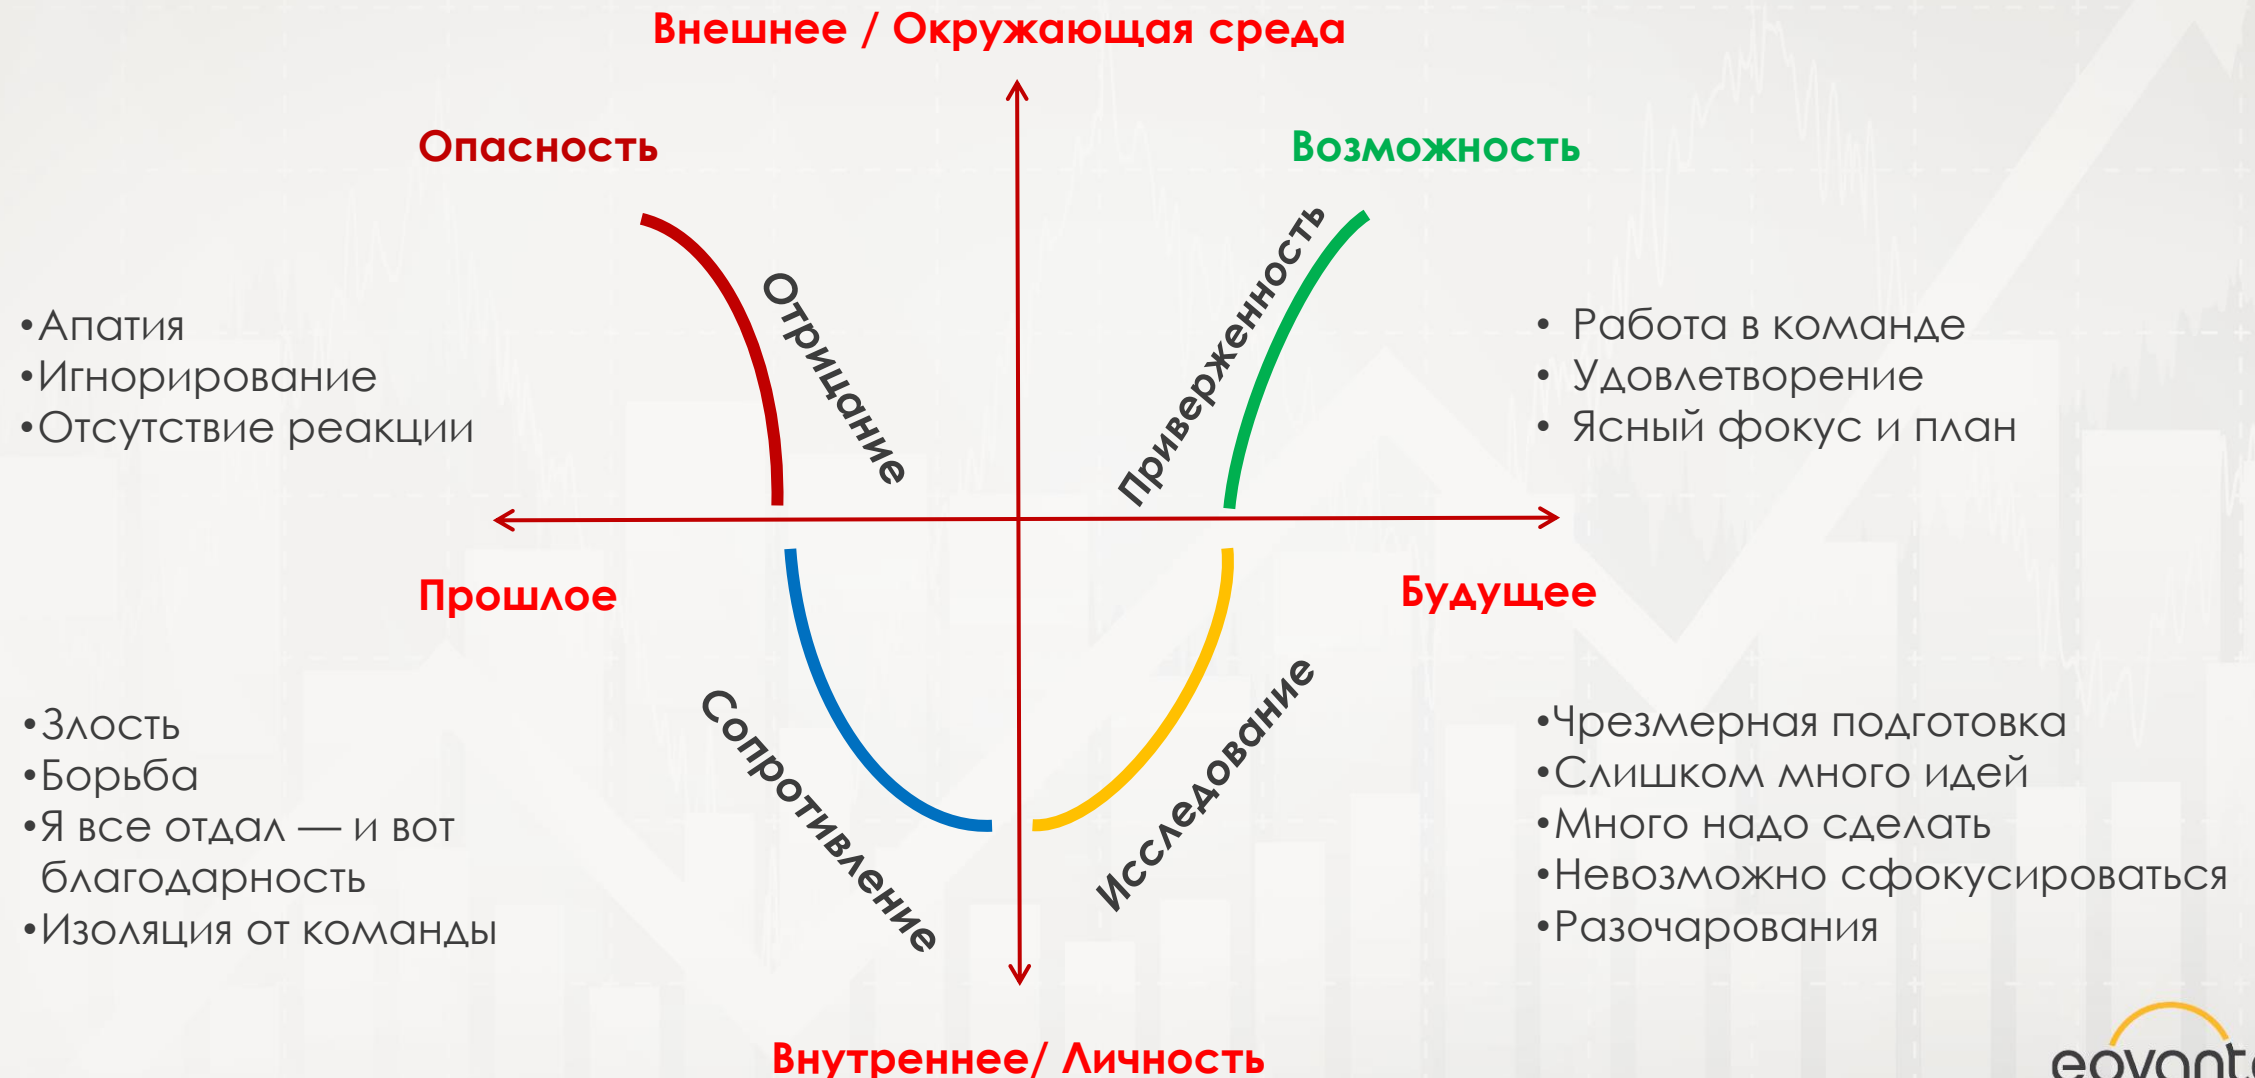 Внешнее / Окружающая среда
Опасность
Возможность
Отрицание
Приверженность
•Апатия
•Игнорирование
•Отсутствие реакции
• Работа в команде
• Удовлетворение
• Ясный фокус и план
Прошлое
Будущее
Сопротивление
Исследование
•Злость
•Борьба
•Я все отдал — и вот
благодарность
•Изоляция от команды
•Чрезмерная подготовка
•Слишком много идей
•Много надо сделать
•Невозможно сфокусироваться
•Разочарования
Внутреннее/ Личность